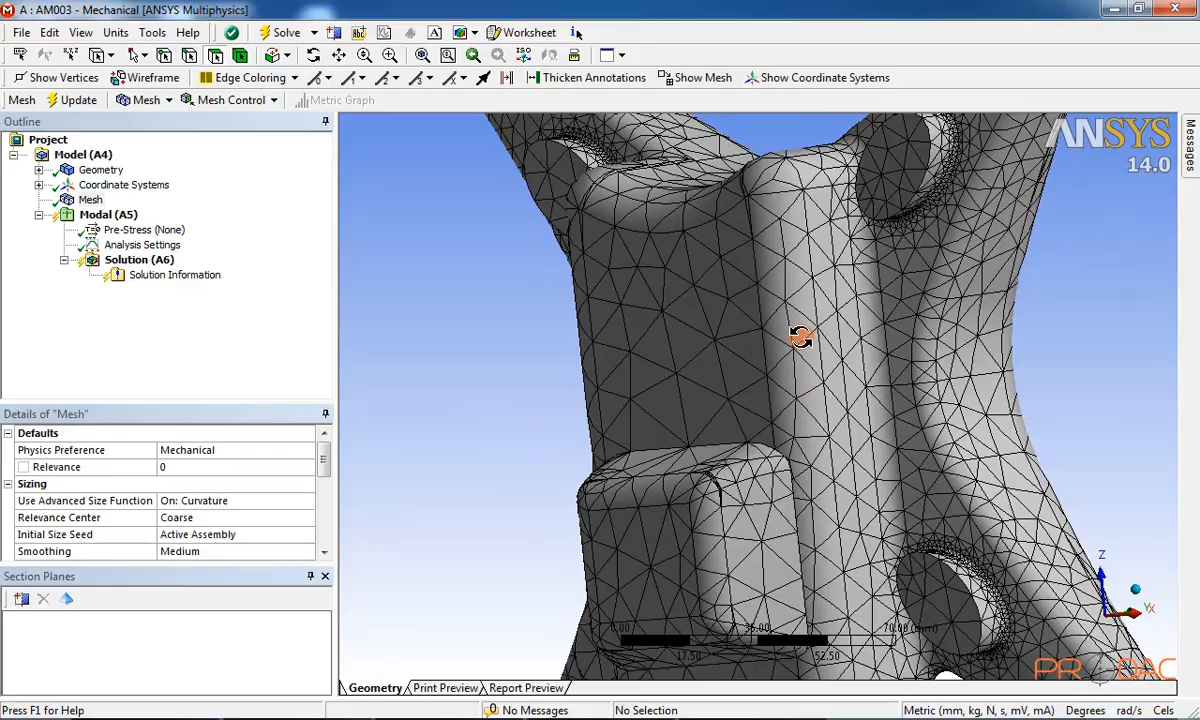 A : AM003 - Mechanical [ANSYS Multiphysics]
File Edit View Units Tools Help Solve Worksheet
Show Vertices Wireframe Edge Coloring Thicken Annotations Show Mesh Show Coordinate Systems
Mesh Update Mesh Mesh Control Metric Graph
Outline
Project
Model (A4)
Geometry
Coordinate Systems
Mesh
Modal (A5)
Pre-Stress (None)
Analysis Settings
Solution (A6)
Solution Information
Details of "Mesh"
Defaults
Physics Preference Mechanical
Relevance 0
Sizing
Use Advanced Size Function On: Curvature
Relevance Center Coarse
Initial Size Seed Active Assembly
Smoothing Medium
Section Planes
ANSYS
14.0
Messages
Z
0.00 35.00 70.00 (mm)
17.50 52.50
PRODAC
Geometry Print Preview Report Preview
Press F1 for Help 0 No Messages No Selection Metric (mm, kg, N, s, mV, mA) Degrees rad/s Cels